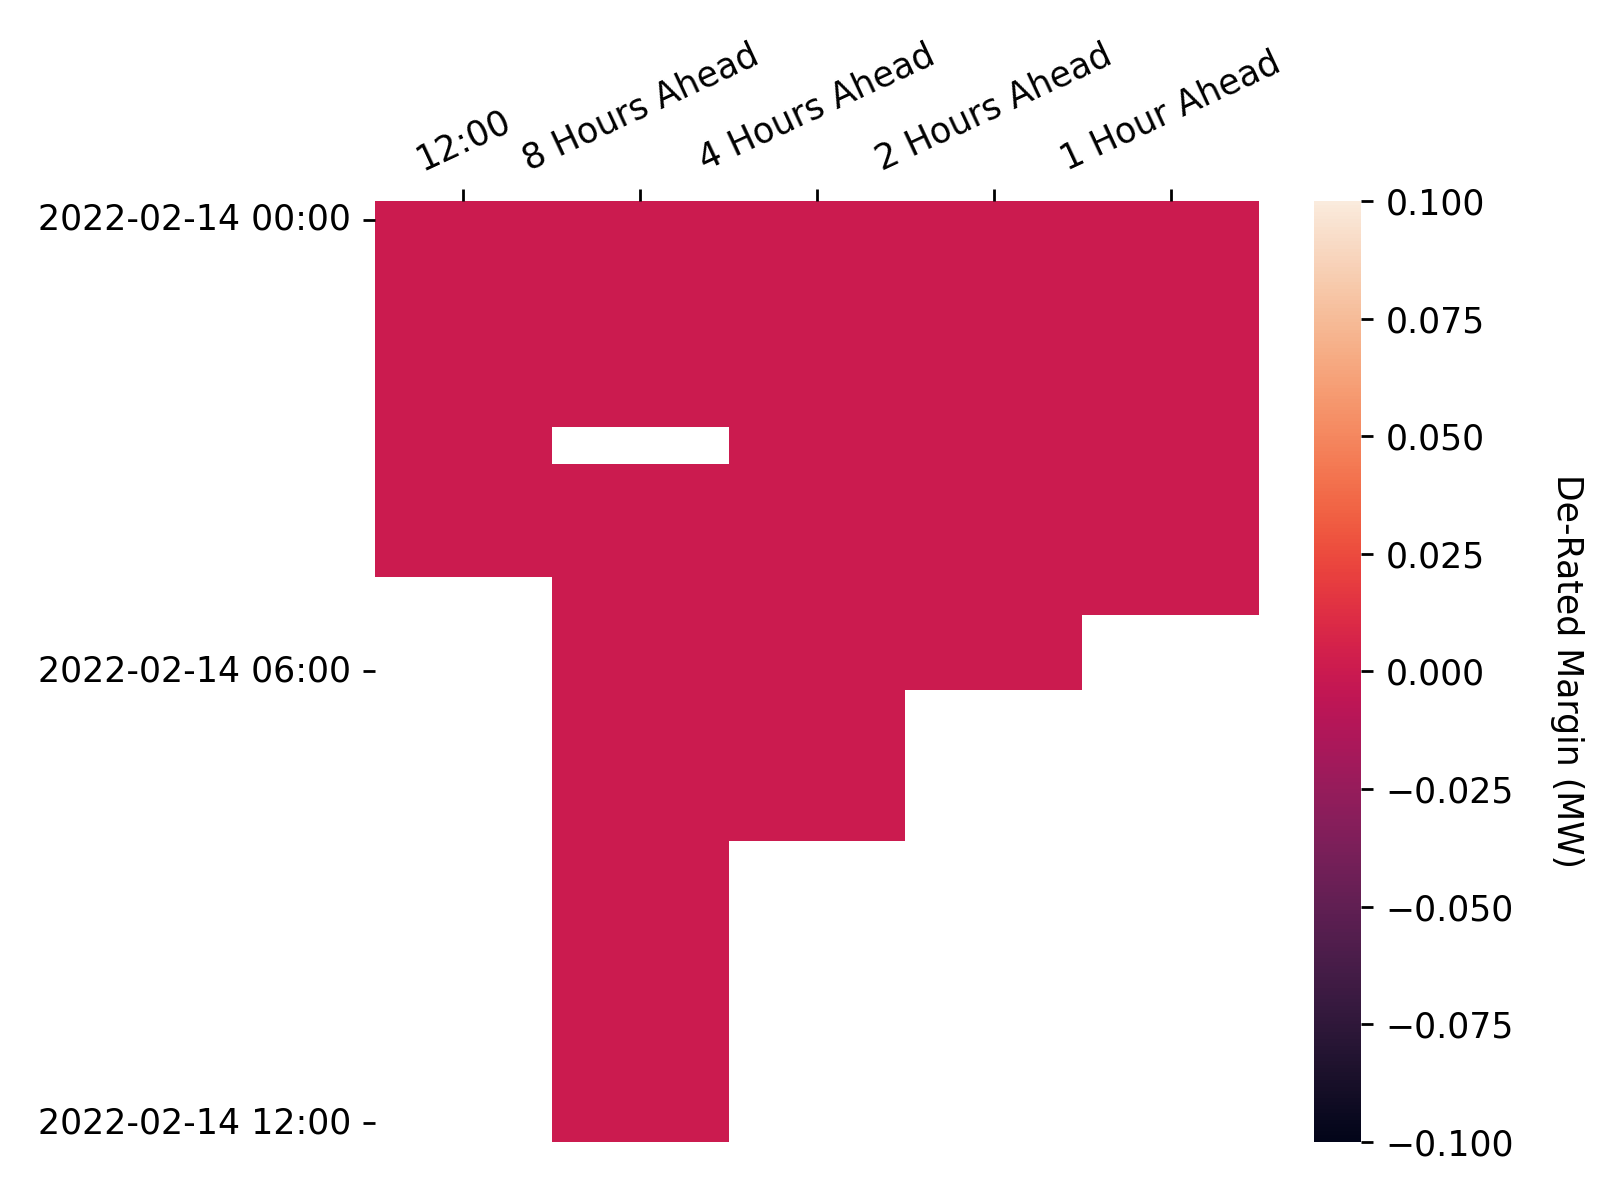 12:00
8 Hours Ahead
4 Hours Ahead
2 Hours Ahead
1 Hour Ahead
2022-02-14 00:00
2022-02-14 06:00
2022-02-14 12:00
0.100
0.075
0.050
0.025
0.000
−0.025
−0.050
−0.075
−0.100
De-Rated Margin (MW)